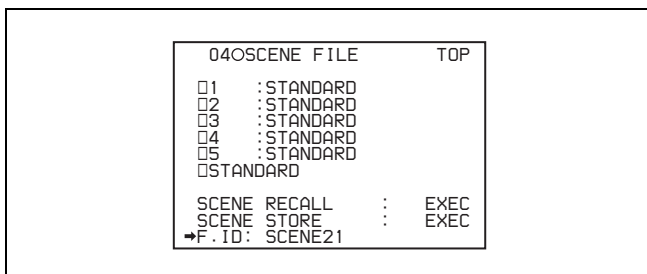 04○SCENE FILE TOP
□1 :STANDARD
□2 :STANDARD
□3 :STANDARD
□4 :STANDARD
□5 :STANDARD
□STANDARD
SCENE RECALL : EXEC
SCENE STORE : EXEC
➡F.ID: SCENE21